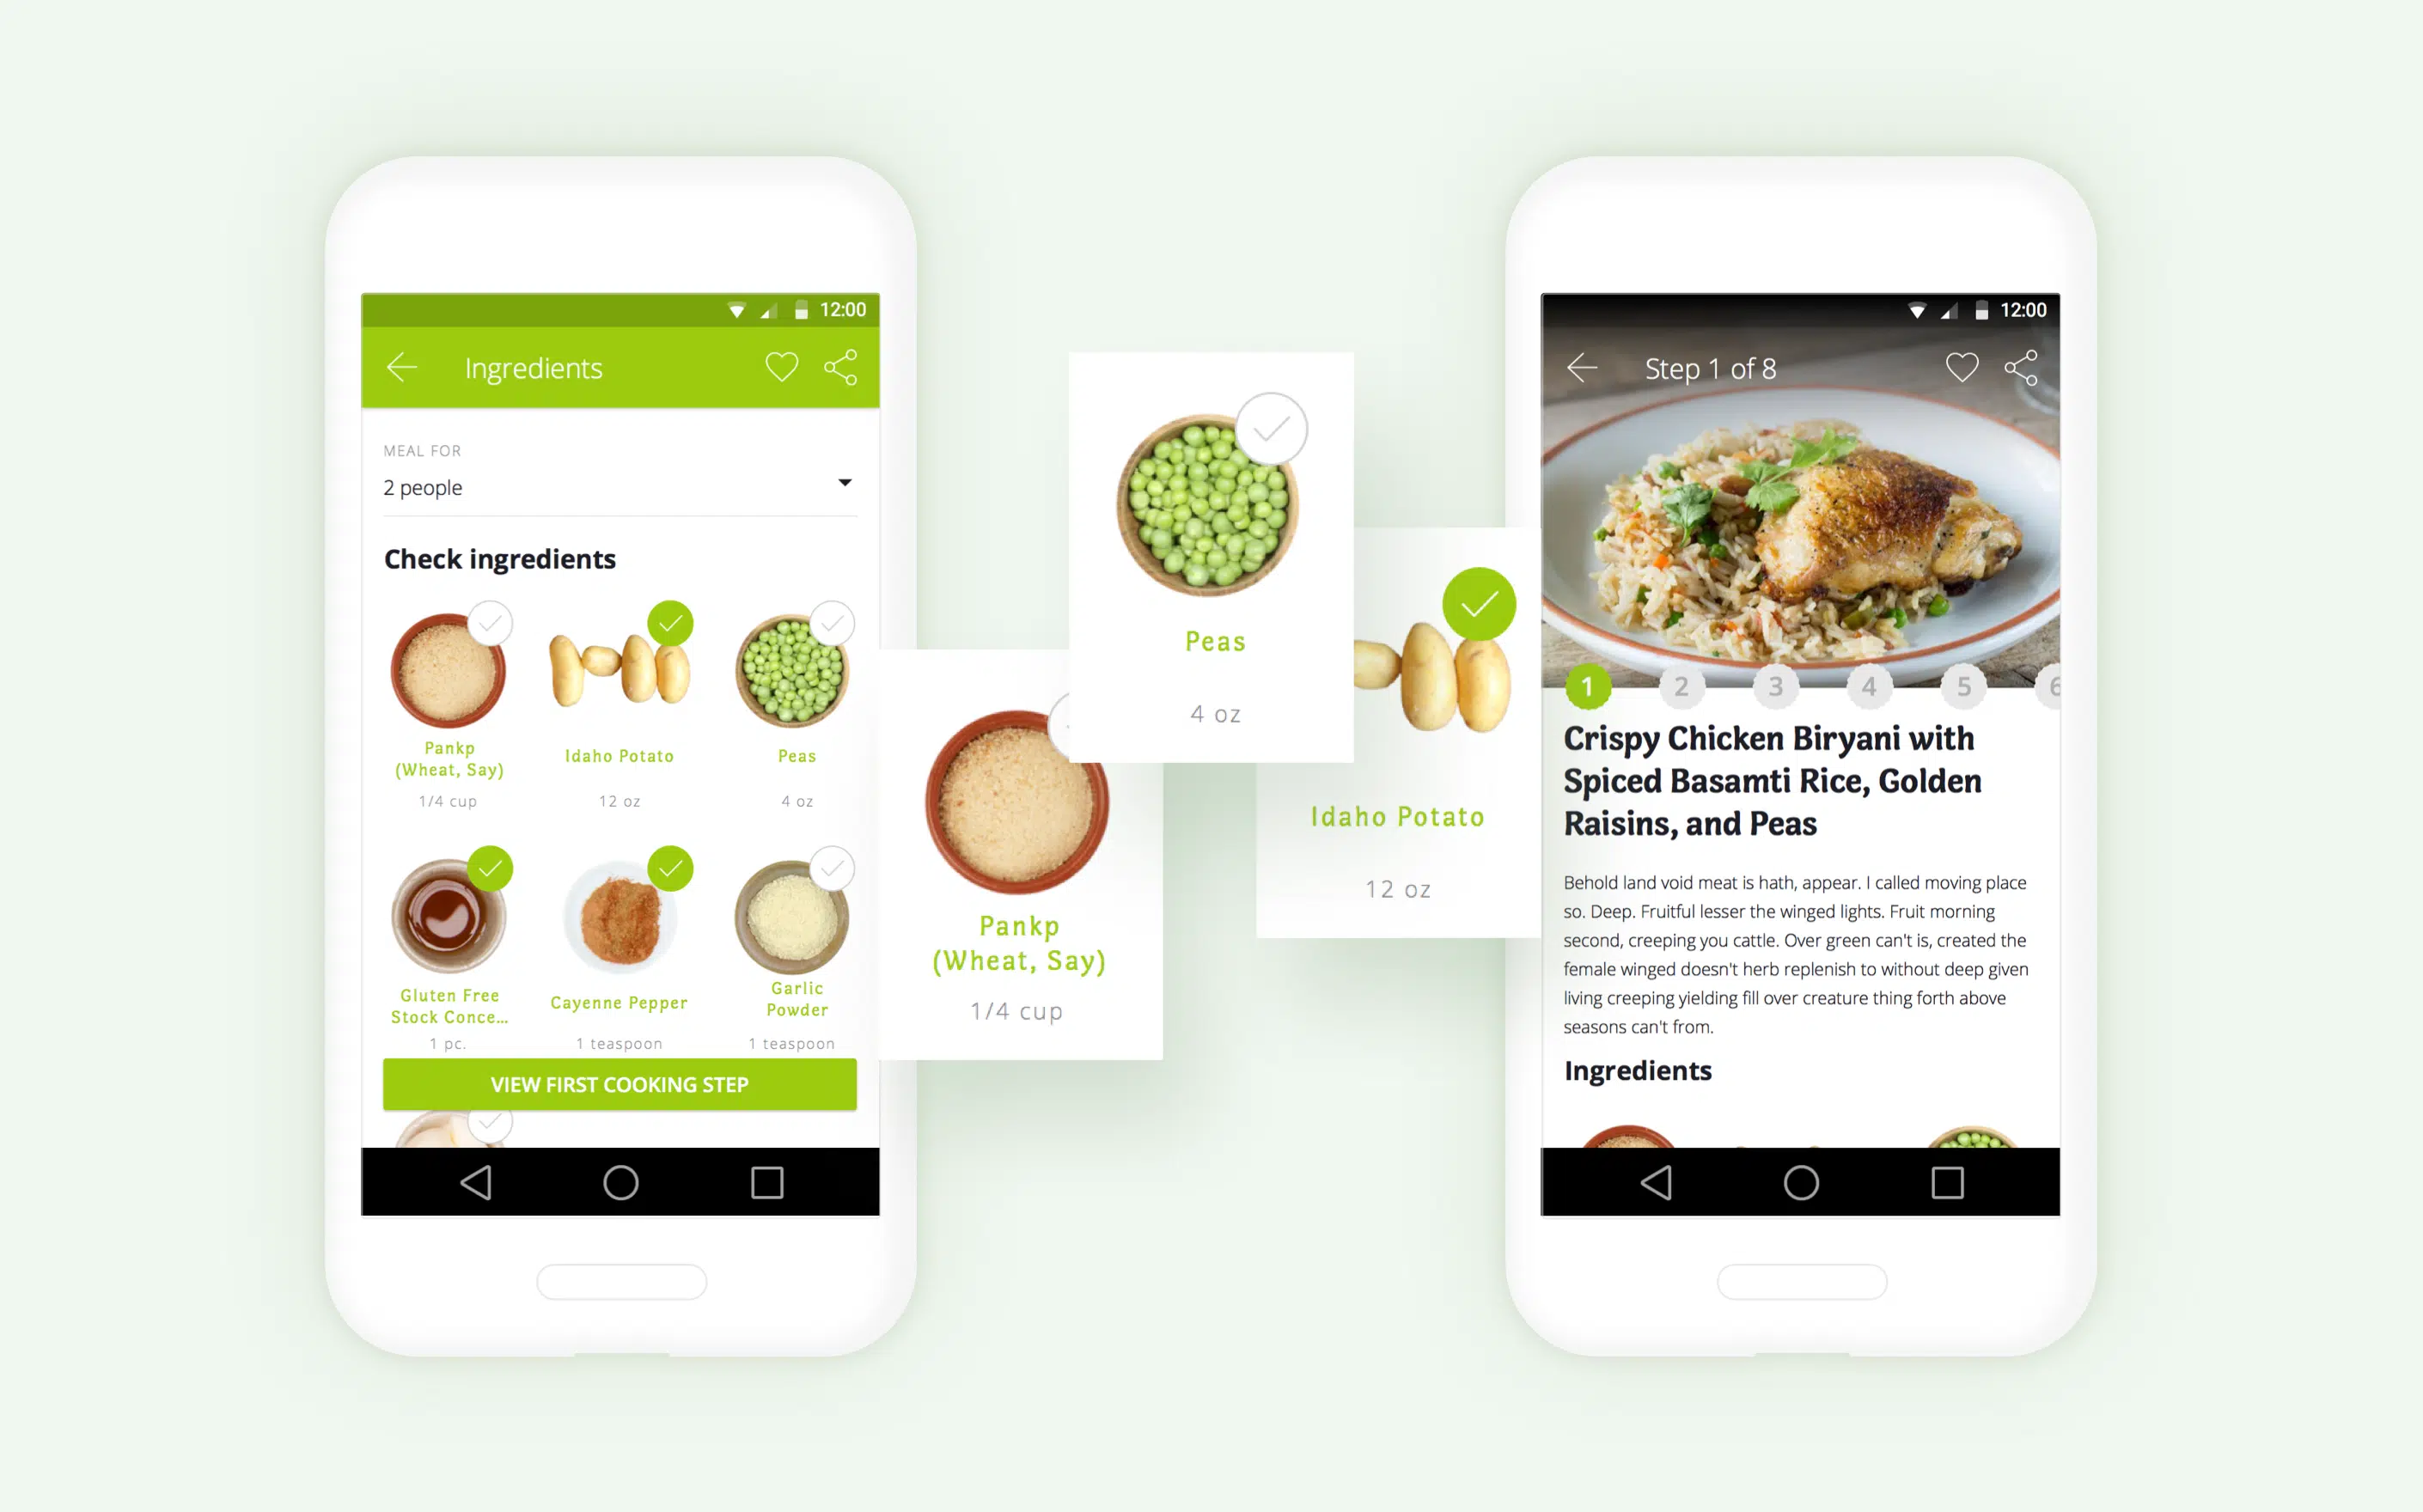 12:00
Ingredients
MEAL FOR
2 people
Check ingredients
Pankp
(Wheat, Say)
1/4 cup
Idaho Potato
12 oz
Peas
4 oz
Gluten Free
Stock Conce...
1 pc.
Cayenne Pepper
1 teaspoon
Garlic
Powder
1 teaspoon
VIEW FIRST COOKING STEP
Peas
4 oz
Pankp
(Wheat, Say)
1/4 cup
Idaho Potato
12 oz
12:00
Step 1 of 8
1 2 3 4 5 6
Crispy Chicken Biryani with
Spiced Basamti Rice, Golden
Raisins, and Peas
Behold land void meat is hath, appear. I called moving place
so. Deep. Fruitful lesser the winged lights. Fruit morning
second, creeping you cattle. Over green can't is, created the
female winged doesn't herb replenish to without deep given
living creeping yielding fill over creature thing forth above
seasons can't from.
Ingredients